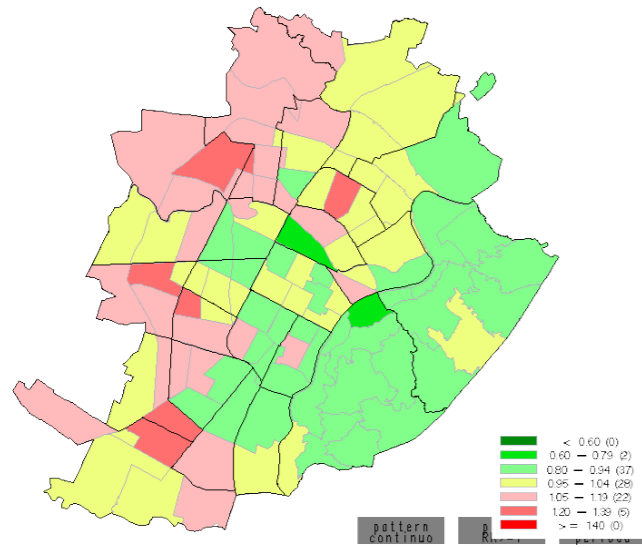 < 0.60 (0)
0.60 – 0.79 (2)
0.80 – 0.94 (37)
0.95 – 1.04 (28)
1.05 – 1.19 (22)
1.20 – 1.39 (5)
>= 140 (0)
pattern
continuo